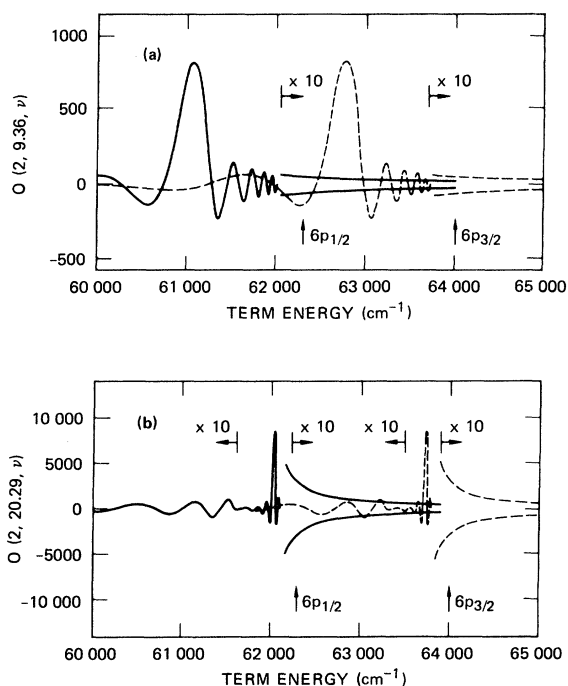 1000
(a)
x 10
x 10
500
O (2, 9.36, ν)
0
6p1/2
6p3/2
−500
60 000 61 000 62 000 63 000 64 000 65 000
TERM ENERGY (cm⁻¹)
10 000
(b)
x 10
x 10
x 10
x 10
5000
O (2, 20.29, ν)
0
−5000
6p1/2
6p3/2
−10 000
60 000 61 000 62 000 63 000 64 000 65 000
TERM ENERGY (cm⁻¹)